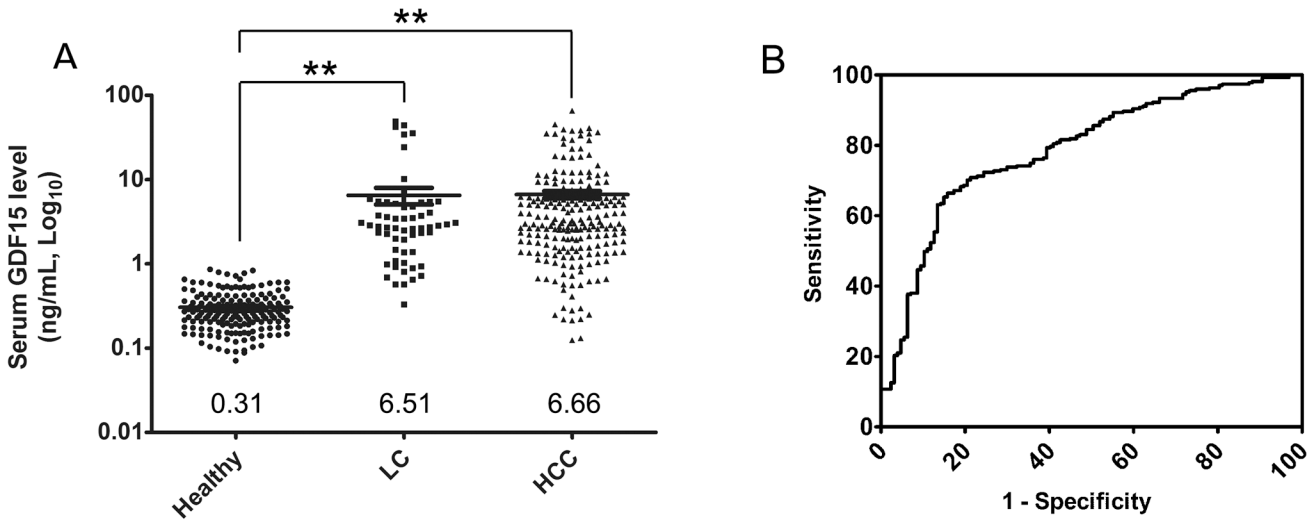 A
**
**
Serum GDF15 level
(ng/mL, Log10)
100
10
1
0.1
0.01
0.31
6.51
6.66
Healthy
LC
HCC
B
Sensitivity
100
80
60
40
20
0
0
20
40
60
80
100
1 - Specificity